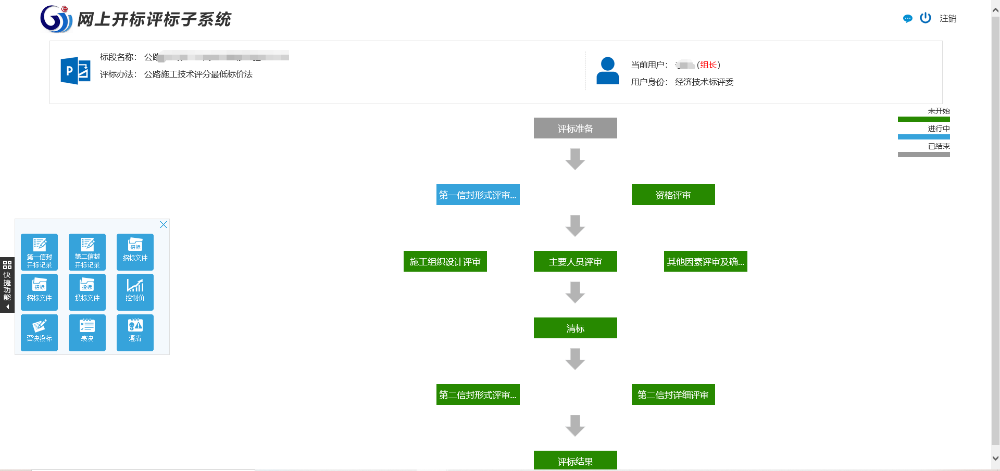 网上开标评标子系统
注销
标段名称： 公路
评标办法： 公路施工技术评分最低标价法
当前用户： (组长)
用户身份： 经济技术标评委
未开始
进行中
已结束
评标准备
第一信封形式评审...
资格评审
施工组织设计评审
主要人员评审
其他因素评审及确...
清标
第二信封形式评审...
第二信封详细评审
评标结果
快捷功能
第一信封
开标记录
第二信封
开标记录
招标
招标文件
招标
招标文件
投标
投标文件
控制价
否决投标
表决
澄清